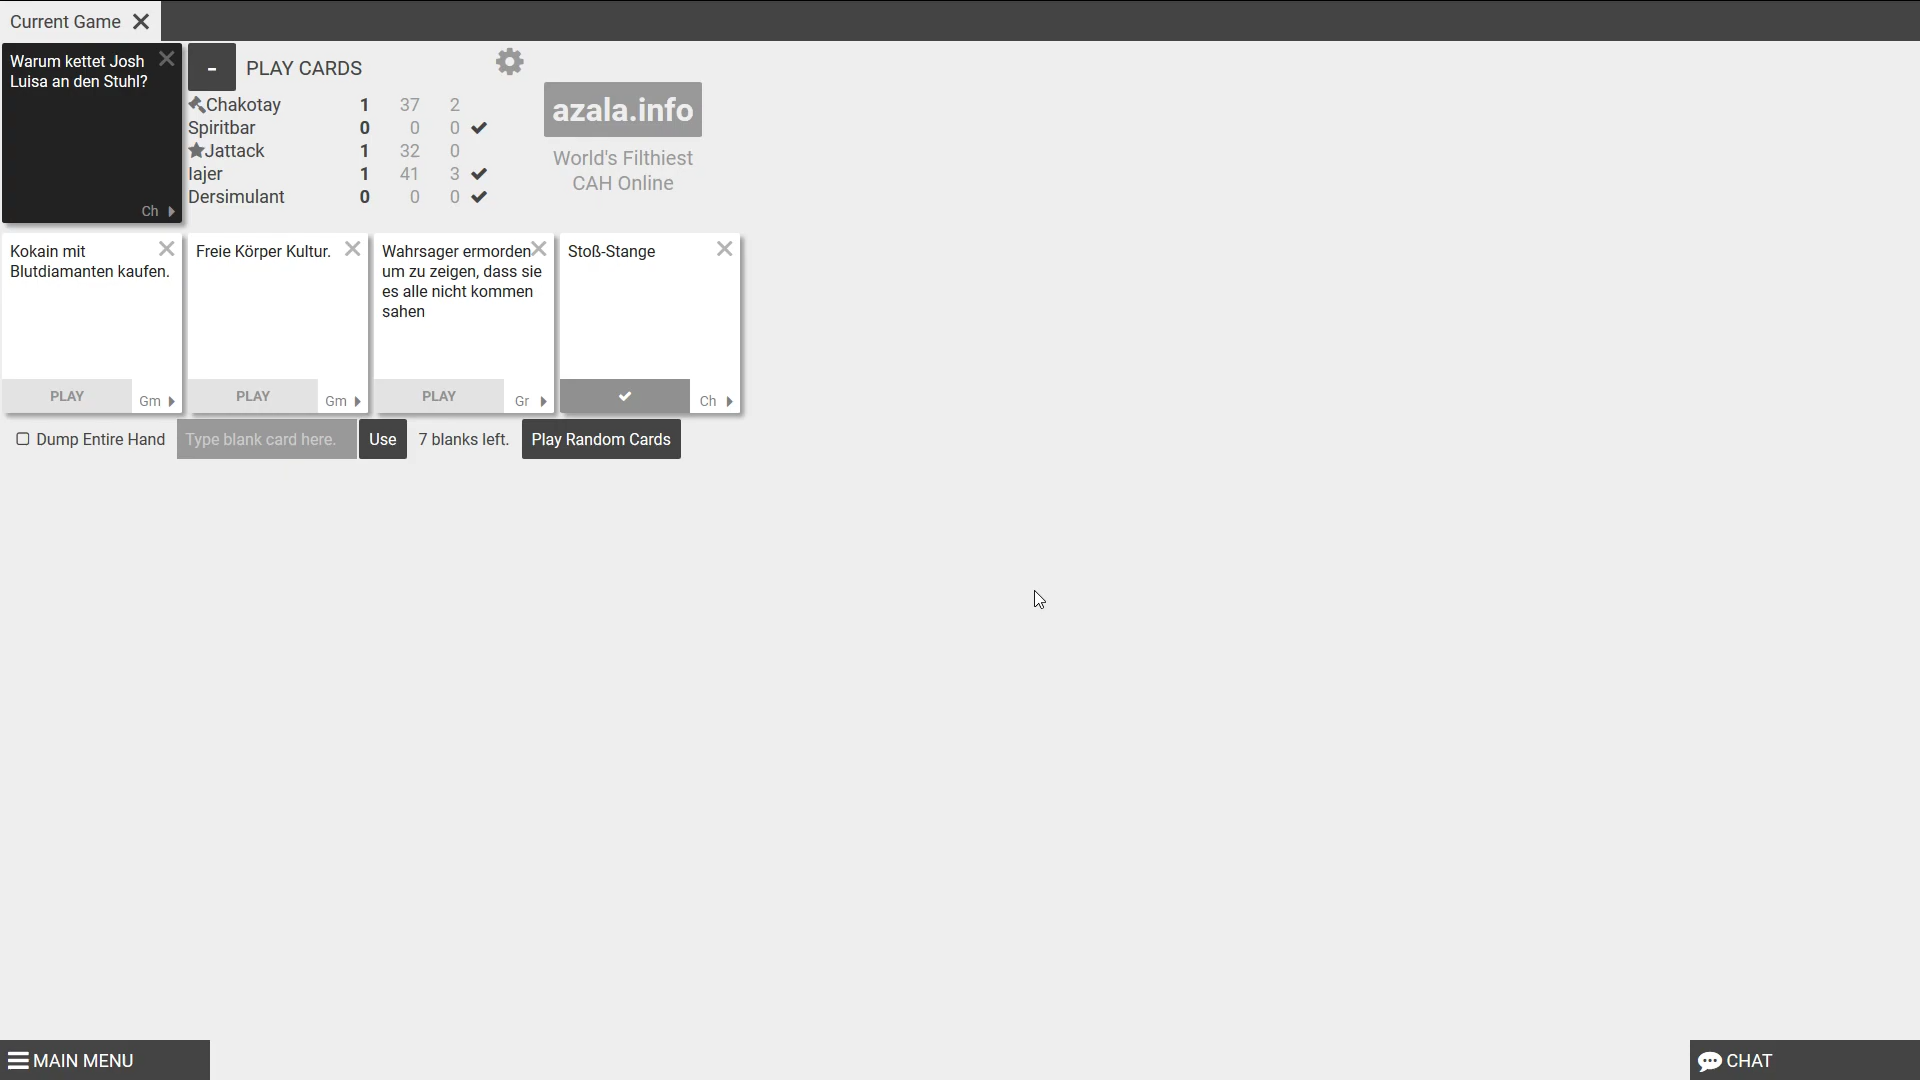 Current Game
Warum kettet Josh
Luisa an den Stuhl?
Ch
-
PLAY CARDS
Chakotay 1 37 2
Spiritbar 0 0 0
Jattack 1 32 0
lajer 1 41 3
Dersimulant 0 0 0
azala.info
World's Filthiest
CAH Online
Kokain mit
Blutdiamanten kaufen.
PLAY
Gm
Freie Körper Kultur.
PLAY
Gm
Wahrsager ermorden
um zu zeigen, dass sie
es alle nicht kommen
sahen
PLAY
Gr
Stoß-Stange
Ch
Dump Entire Hand
Type blank card here.
Use
7 blanks left.
Play Random Cards
MAIN MENU
CHAT